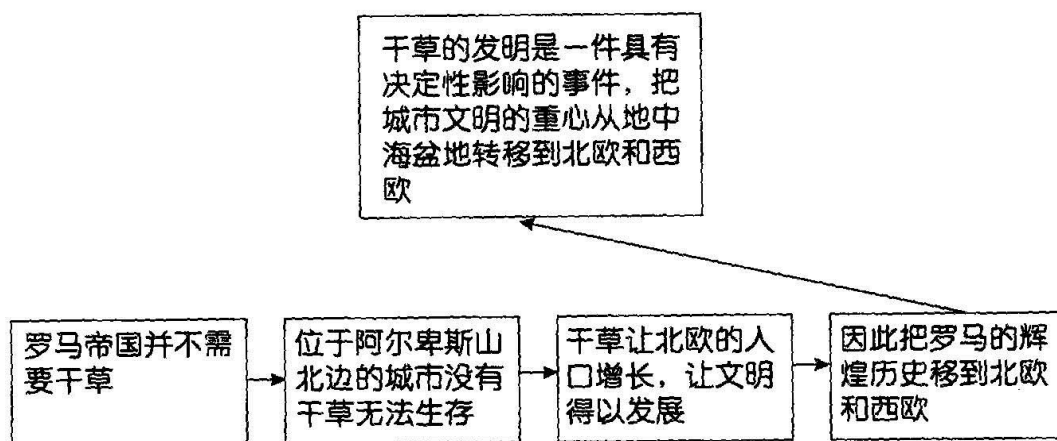 干草的发明是一件具有
决定性影响的事件，把
城市文明的重心从地中
海盆地转移到北欧和西
欧
罗马帝国并不需
要干草
位于阿尔卑斯山
北边的城市没有
干草无法生存
干草让北欧的人
口增长，让文明
得以发展
因此把罗马的辉
煌历史移到北欧
和西欧